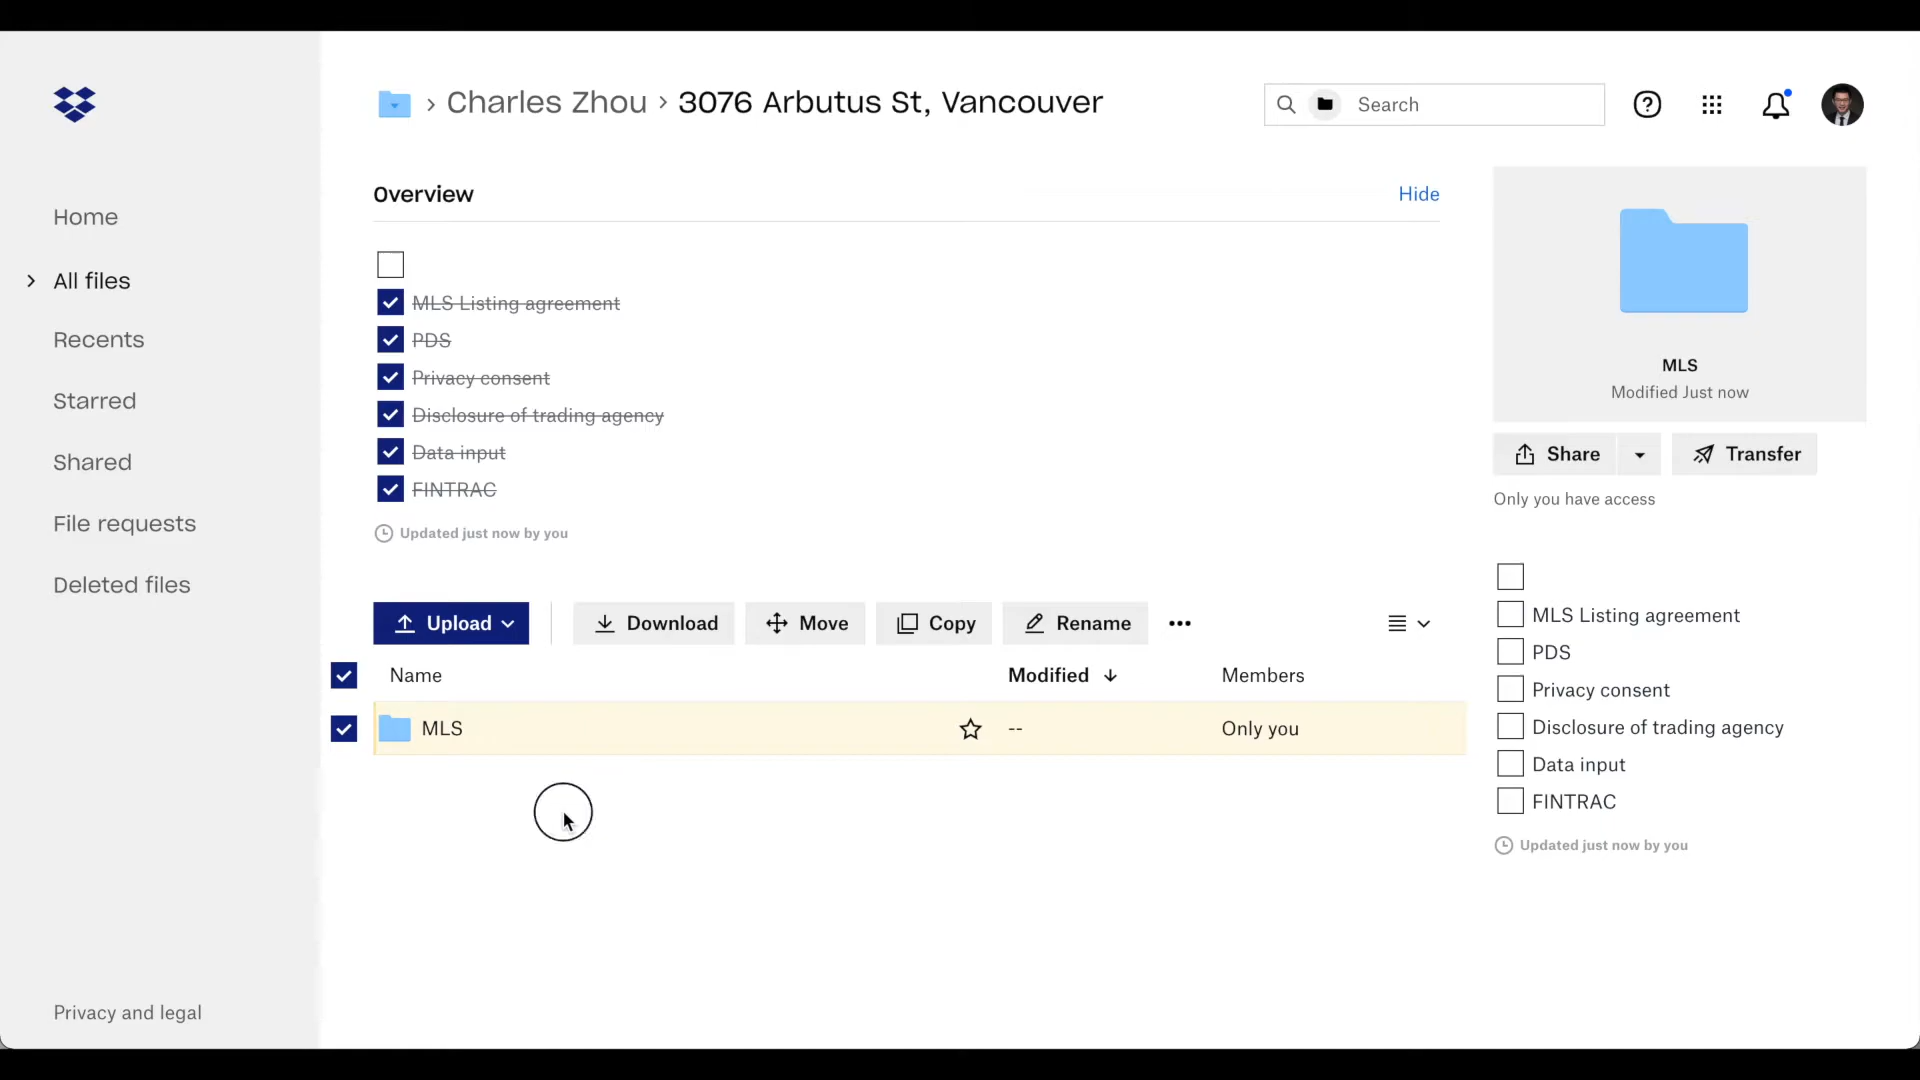 Charles Zhou › 3076 Arbutus St, Vancouver
Search
Home
All files
Recents
Starred
Shared
File requests
Deleted files
Privacy and legal
Overview
Hide
MLS Listing agreement
PDS
Privacy consent
Disclosure of trading agency
Data input
FINTRAC
Updated just now by you
Upload
Download
Move
Copy
Rename
Name
Modified
Members
MLS
--
Only you
MLS
Modified Just now
Share
Transfer
Only you have access
MLS Listing agreement
PDS
Privacy consent
Disclosure of trading agency
Data input
FINTRAC
Updated just now by you